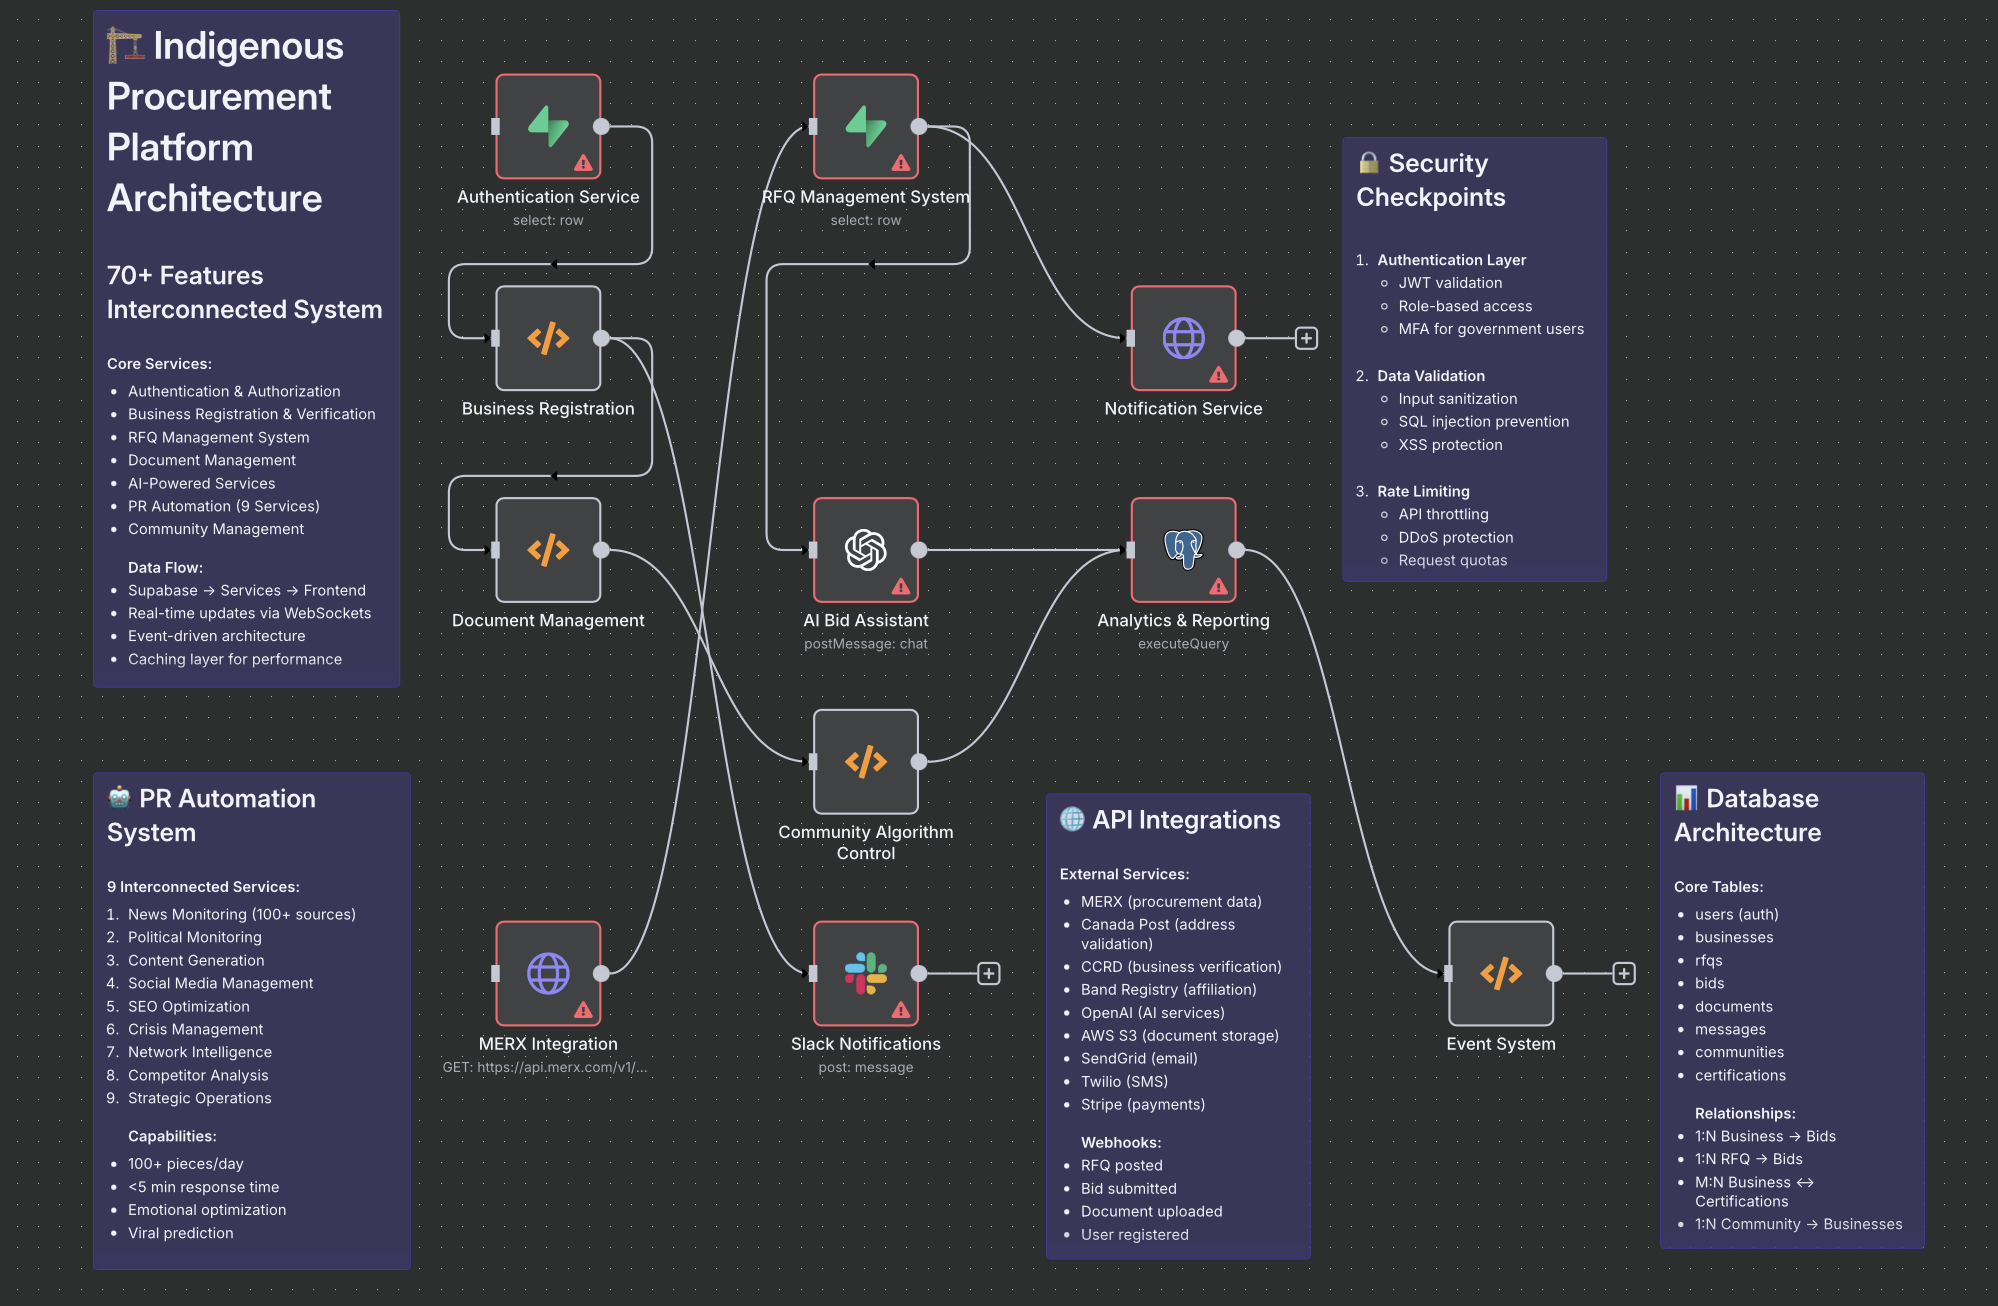 🏗️ Indigenous
Procurement
Platform
Architecture
70+ Features
Interconnected System
Core Services:
• Authentication & Authorization
• Business Registration & Verification
• RFQ Management System
• Document Management
• AI-Powered Services
• PR Automation (9 Services)
• Community Management
Data Flow:
• Supabase → Services → Frontend
• Real-time updates via WebSockets
• Event-driven architecture
• Caching layer for performance
🤖 PR Automation
System
9 Interconnected Services:
1. News Monitoring (100+ sources)
2. Political Monitoring
3. Content Generation
4. Social Media Management
5. SEO Optimization
6. Crisis Management
7. Network Intelligence
8. Competitor Analysis
9. Strategic Operations
Capabilities:
• 100+ pieces/day
• <5 min response time
• Emotional optimization
• Viral prediction
Authentication Service
select: row
Business Registration
Document Management
MERX Integration
GET: https://api.merx.com/v1/...
RFQ Management System
select: row
AI Bid Assistant
postMessage: chat
Community Algorithm
Control
Slack Notifications
post: message
Notification Service
Analytics & Reporting
executeQuery
Event System
🔒 Security
Checkpoints
1. Authentication Layer
◦ JWT validation
◦ Role-based access
◦ MFA for government users
2. Data Validation
◦ Input sanitization
◦ SQL injection prevention
◦ XSS protection
3. Rate Limiting
◦ API throttling
◦ DDoS protection
◦ Request quotas
🌐 API Integrations
External Services:
• MERX (procurement data)
• Canada Post (address
validation)
• CCRD (business verification)
• Band Registry (affiliation)
• OpenAI (AI services)
• AWS S3 (document storage)
• SendGrid (email)
• Twilio (SMS)
• Stripe (payments)
Webhooks:
• RFQ posted
• Bid submitted
• Document uploaded
• User registered
📊 Database
Architecture
Core Tables:
• users (auth)
• businesses
• rfqs
• bids
• documents
• messages
• communities
• certifications
Relationships:
• 1:N Business → Bids
• 1:N RFQ → Bids
• M:N Business ↔
Certifications
• 1:N Community → Businesses